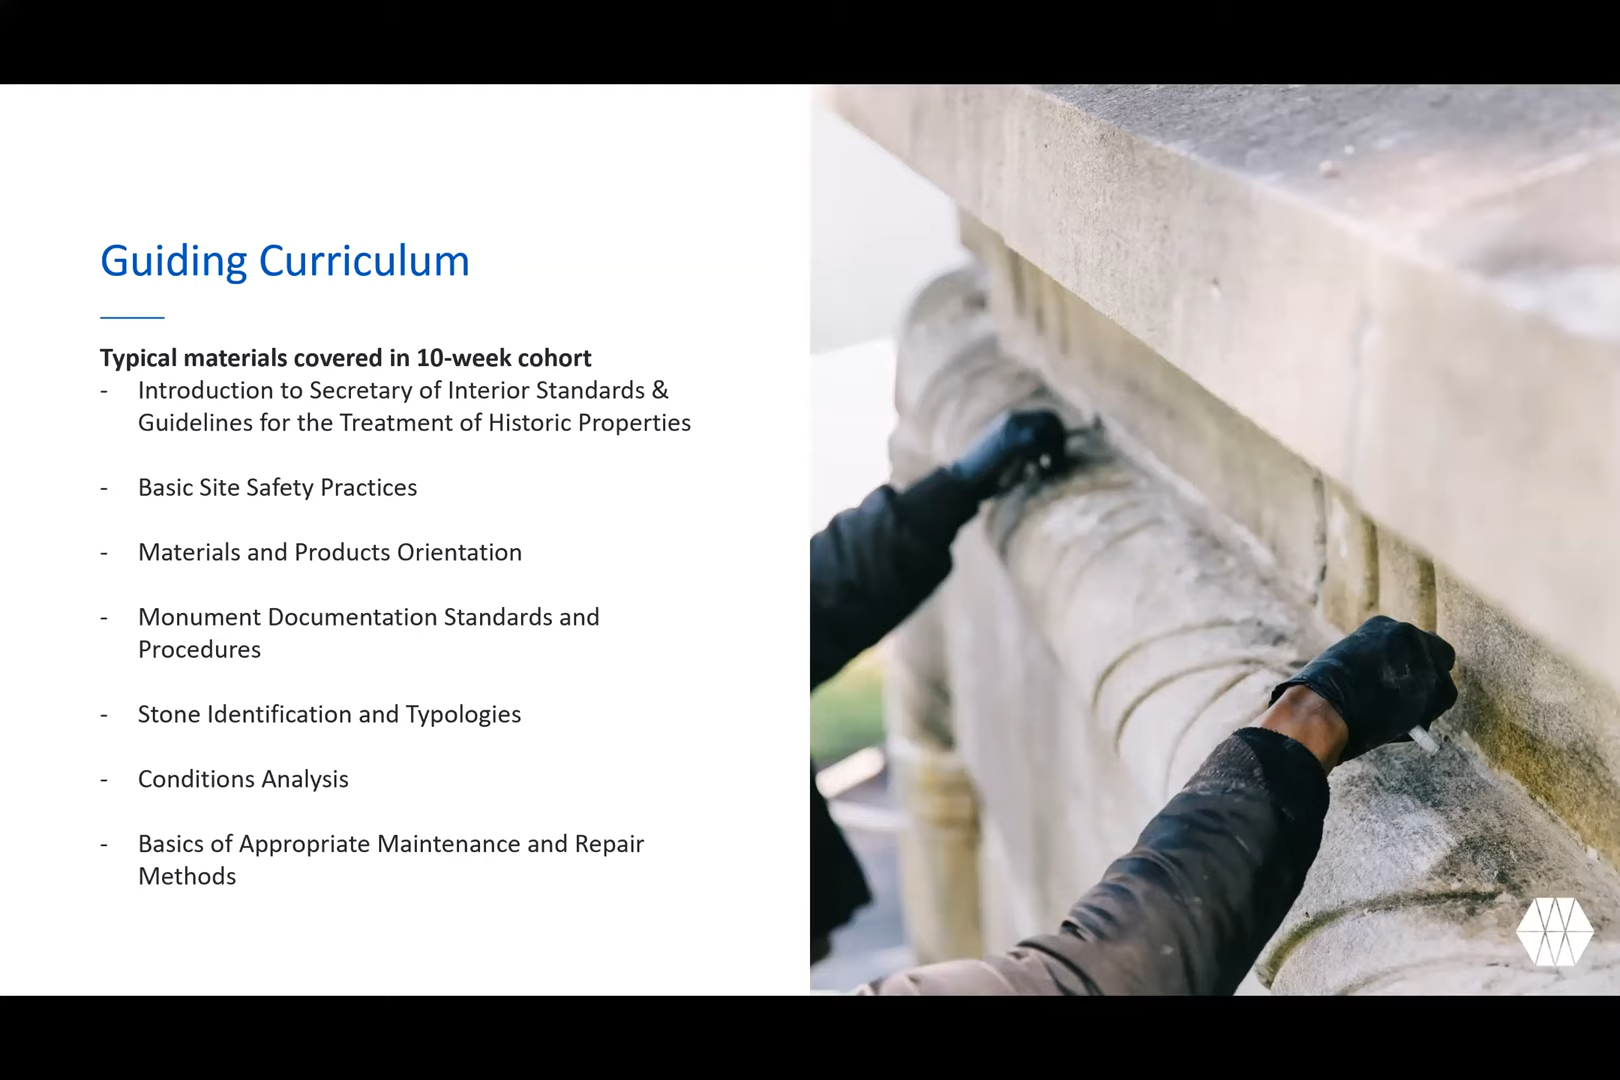 Guiding Curriculum
Typical materials covered in 10-week cohort
- Introduction to Secretary of Interior Standards &
Guidelines for the Treatment of Historic Properties
- Basic Site Safety Practices
- Materials and Products Orientation
- Monument Documentation Standards and
Procedures
- Stone Identification and Typologies
- Conditions Analysis
- Basics of Appropriate Maintenance and Repair
Methods